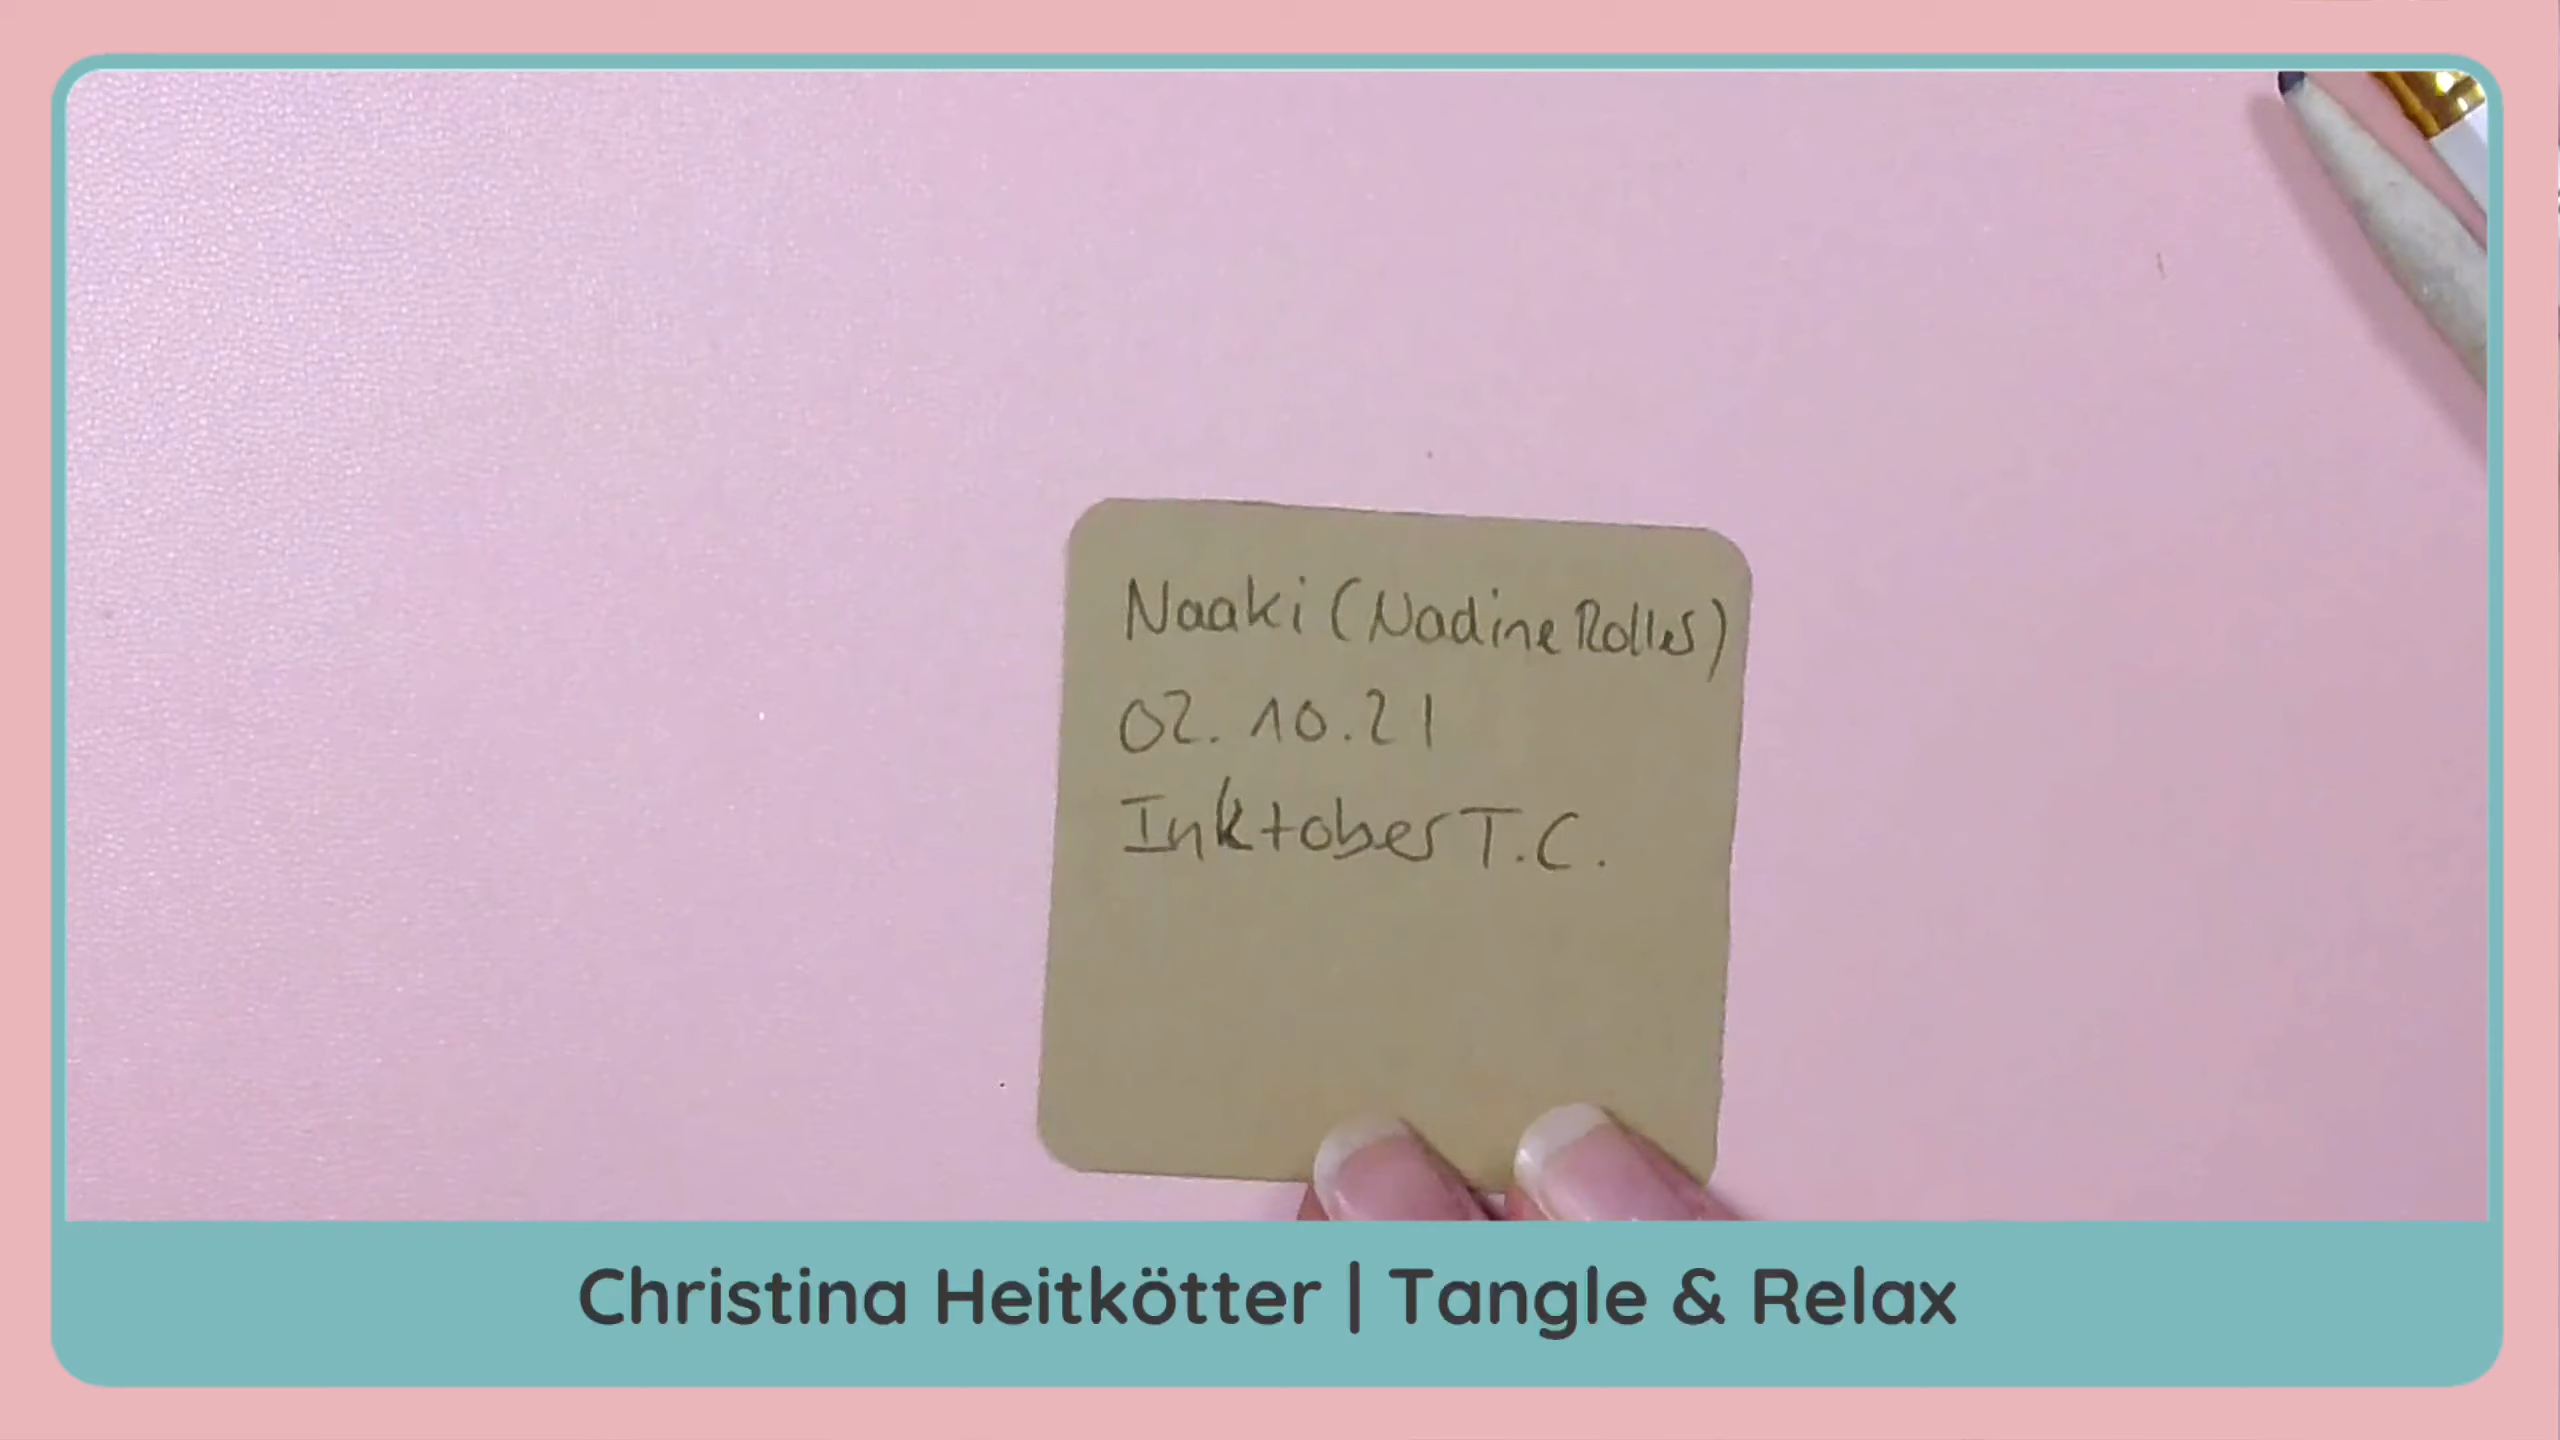 Naaki (Nadine Rolles)
02.10.21
Inktober T.C.
Christina Heitkötter | Tangle & Relax